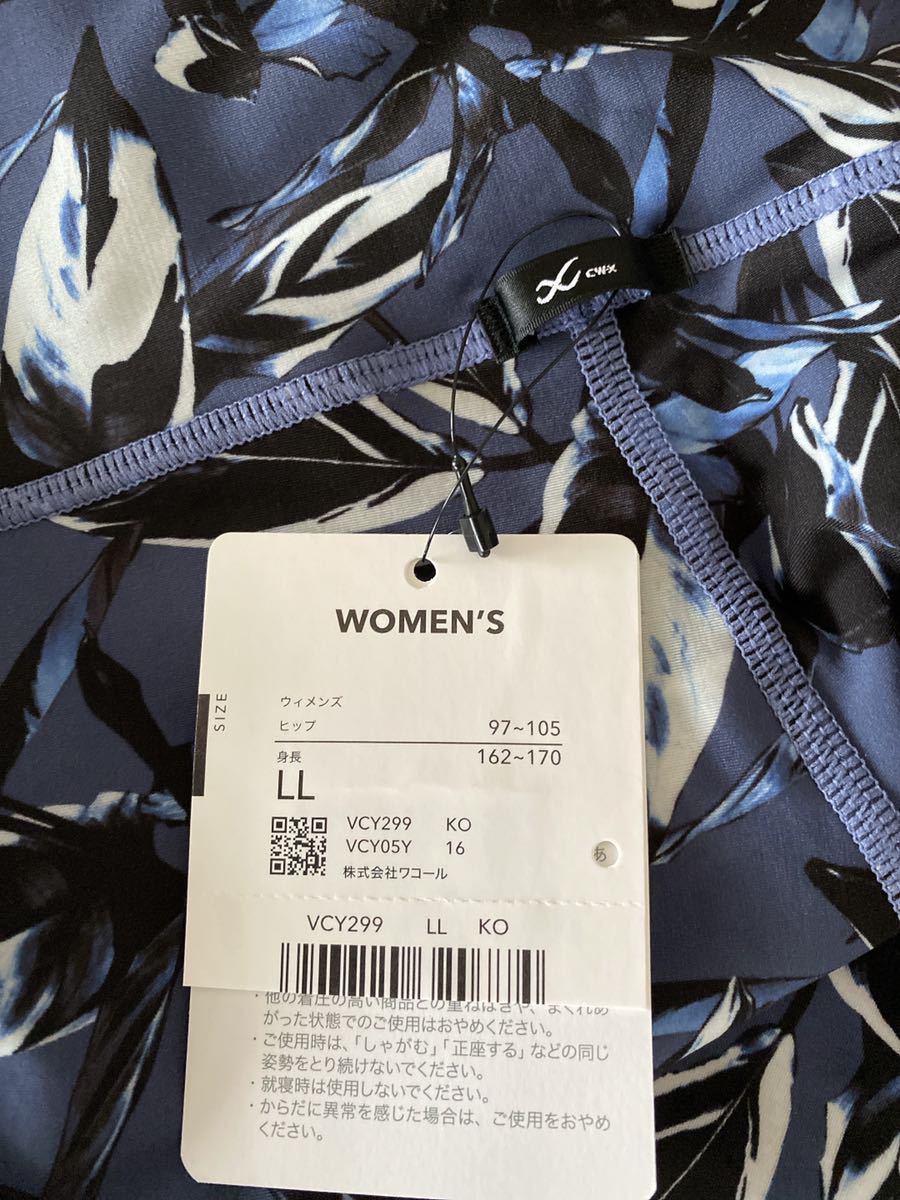 CW-X
WOMEN'S
SIZE
ウィメンズ
ヒップ 97~105
身長 162~170
LL
VCY299 KO
VCY05Y 16
株式会社ワコール
あ
VCY299 LL KO
・他の着圧の高い商品との重ねばきや、まくれあ
がった状態でのご使用はおやめください。
・ご使用時は、「しゃがむ」「正座する」などの同じ
姿勢をとり続けないでください。
・就寝時は使用しないでください。
・からだに異常を感じた場合は、ご使用をおやめ
ください。